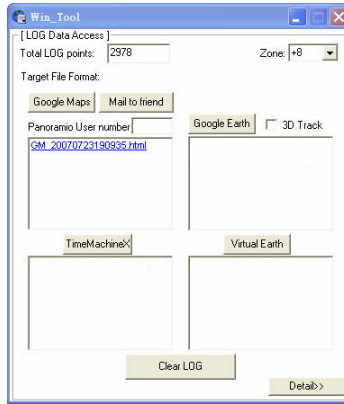 Win_Tool
[ LOG Data Access ]
Total LOG points: 2978 Zone: +8
Target File Format:
Google Maps Mail to friend
Panoramio User number Google Earth 3D Track
GM_20070723190935.html
TimeMachineX Virtual Earth
Clear LOG
Detail>>